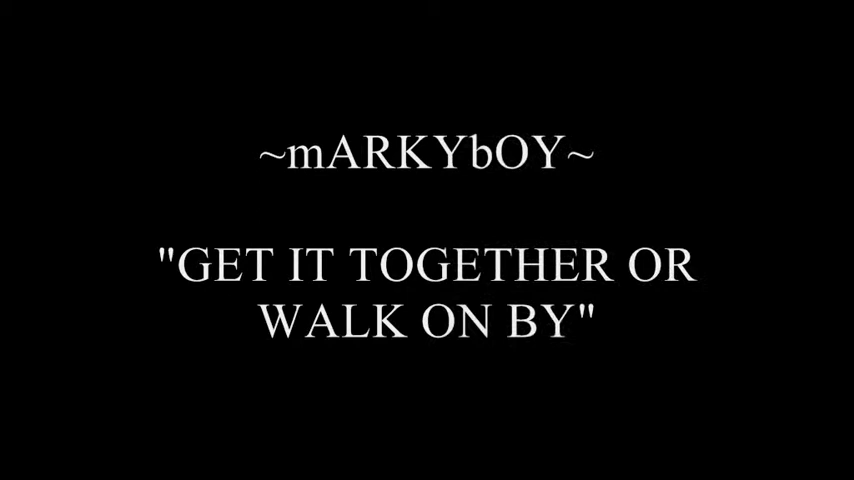 ~mARKYbOY~
"GET IT TOGETHER OR
WALK ON BY"